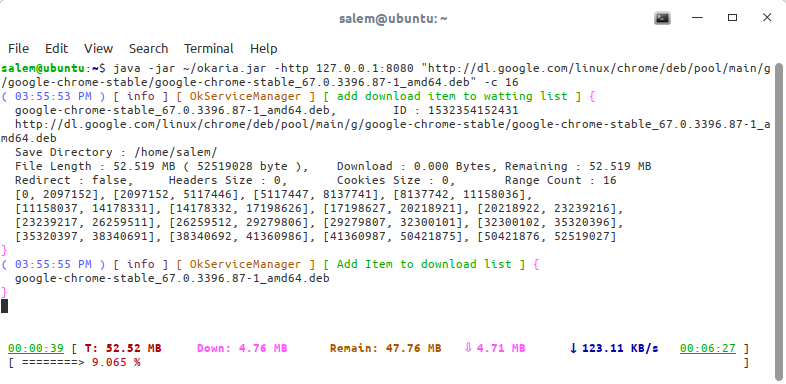 salem@ubuntu: ~
File Edit View Search Terminal Help
salem@ubuntu:~$ java -jar ~/okaria.jar -http 127.0.0.1:8080 "http://dl.google.com/linux/chrome/deb/pool/main/g
/google-chrome-stable/google-chrome-stable_67.0.3396.87-1_amd64.deb" -c 16
( 03:55:53 PM ) [ info ] [ OkServiceManager ] [ add download item to watting list ] {
google-chrome-stable_67.0.3396.87-1_amd64.deb, ID : 1532354152431
http://dl.google.com/linux/chrome/deb/pool/main/g/google-chrome-stable/google-chrome-stable_67.0.3396.87-1_a
md64.deb
Save Directory : /home/salem/
File Length : 52.519 MB ( 52519028 byte ), Download : 0.000 Bytes, Remaining : 52.519 MB
Redirect : false, Headers Size : 0, Cookies Size : 0, Range Count : 16
[0, 2097152], [2097152, 5117446], [5117447, 8137741], [8137742, 11158036],
[11158037, 14178331], [14178332, 17198626], [17198627, 20218921], [20218922, 23239216],
[23239217, 26259511], [26259512, 29279806], [29279807, 32300101], [32300102, 35320396],
[35320397, 38340691], [38340692, 41360986], [41360987, 50421875], [50421876, 52519027]
}
( 03:55:55 PM ) [ info ] [ OkServiceManager ] [ Add Item to download list ] {
google-chrome-stable_67.0.3396.87-1_amd64.deb
}
00:00:39 [ T: 52.52 MB Down: 4.76 MB Remain: 47.76 MB ⇩ 4.71 MB ↓ 123.11 KB/s 00:06:27 ]
[ ========> 9.065 % ]